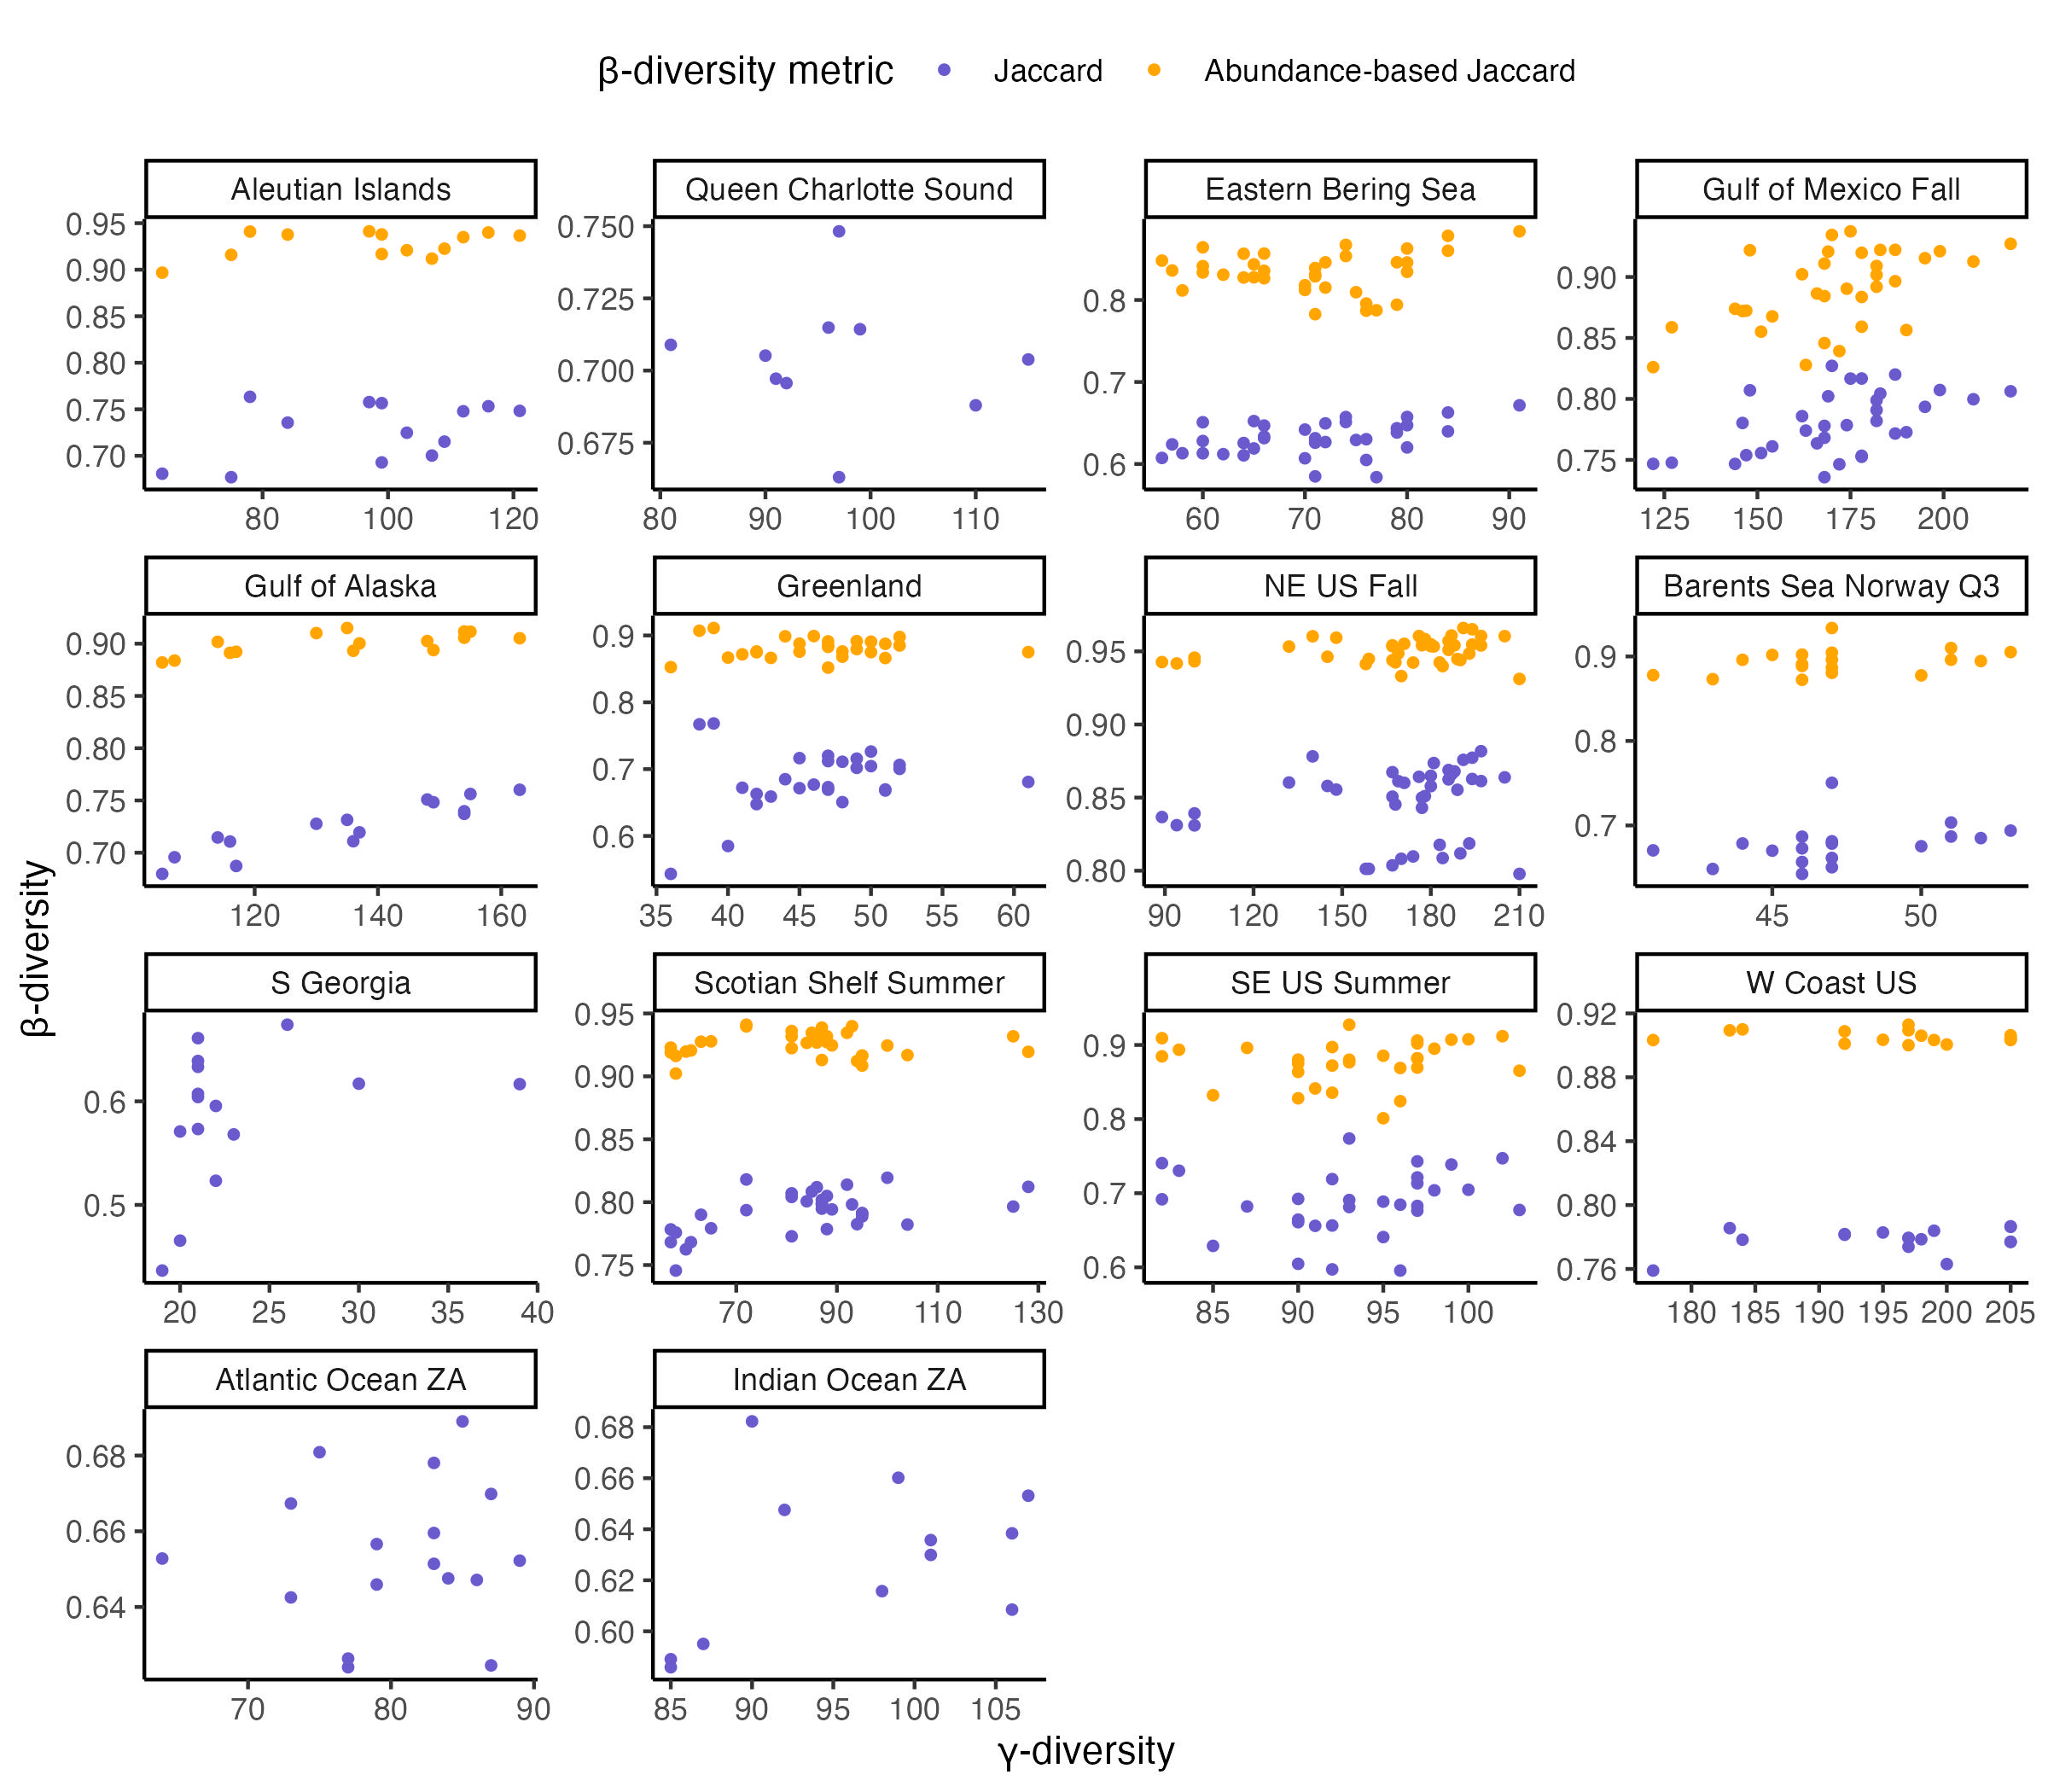 β-diversity metric Jaccard Abundance-based Jaccard
Aleutian Islands Queen Charlotte Sound Eastern Bering Sea Gulf of Mexico Fall
0.95 0.90 0.85 0.80 0.75 0.70
80 100 120
0.750 0.725 0.700 0.675
80 90 100 110
0.8 0.7 0.6
60 70 80 90
0.90 0.85 0.80 0.75
125 150 175 200
Gulf of Alaska Greenland NE US Fall Barents Sea Norway Q3
0.90 0.85 0.80 0.75 0.70
120 140 160
0.9 0.8 0.7 0.6
35 40 45 50 55 60
0.95 0.90 0.85 0.80
90 120 150 180 210
0.9 0.8 0.7
45 50
S Georgia Scotian Shelf Summer SE US Summer W Coast US
0.6 0.5
20 25 30 35 40
0.95 0.90 0.85 0.80 0.75
70 90 110 130
0.9 0.8 0.7 0.6
85 90 95 100
0.92 0.88 0.84 0.80 0.76
180 185 190 195 200 205
Atlantic Ocean ZA Indian Ocean ZA
0.68 0.66 0.64
70 80 90
0.68 0.66 0.64 0.62 0.60
85 90 95 100 105
β-diversity
γ-diversity